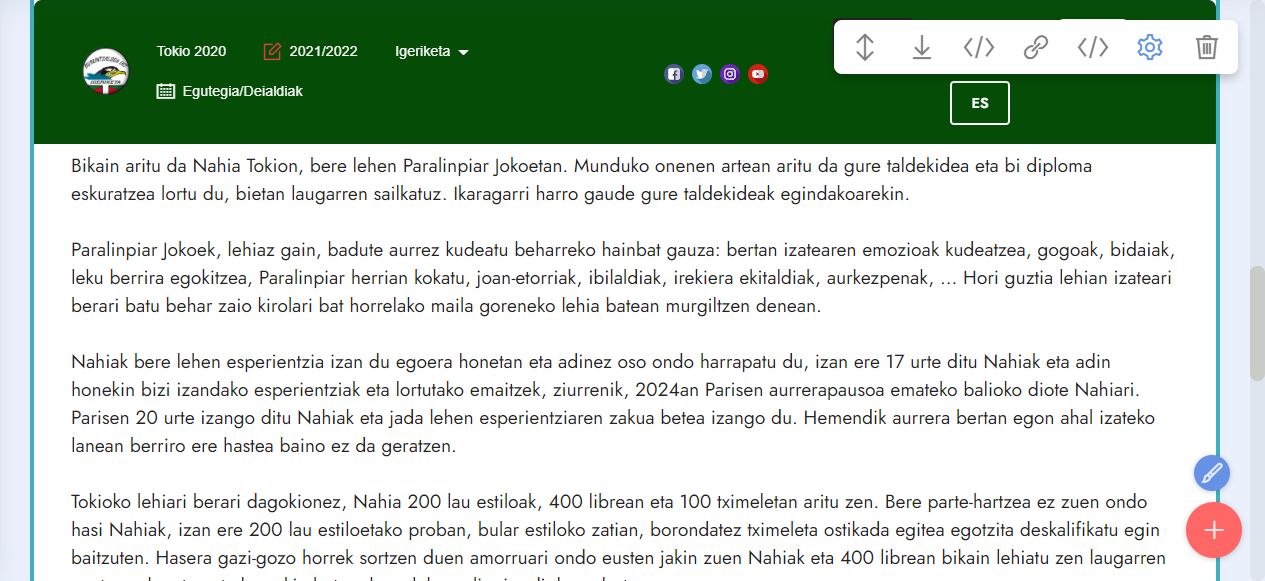 Tokio 2020
2021/2022
Igeriketa
Egutegia/Deialdiak
ES
Bikain aritu da Nahia Tokion, bere lehen Paralinpiar Jokoetan. Munduko onenen artean aritu da gure taldekidea eta bi diploma
eskuratzea lortu du, bietan laugarren sailkatuz. Ikaragarri harro gaude gure taldekideak egindakoarekin.
Paralinpiar Jokoek, lehiaz gain, badute aurrez kudeatu beharreko hainbat gauza: bertan izatearen emozioak kudeatzea, gogoak, bidaiak,
leku berrira egokitzea, Paralinpiar herrian kokatu, joan-etorriak, ibilaldiak, irekiera ekitaldiak, aurkezpenak, ... Hori guztia lehian izateari
berari batu behar zaio kirolari bat horrelako maila goreneko lehia batean murgiltzen denean.
Nahiak bere lehen esperientzia izan du egoera honetan eta adinez oso ondo harrapatu du, izan ere 17 urte ditu Nahiak eta adin
honekin bizi izandako esperientziak eta lortutako emaitzek, ziurrenik, 2024an Parisen aurrerapausoa emateko balioko diote Nahiari.
Parisen 20 urte izango ditu Nahiak eta jada lehen esperientziaren zakua betea izango du. Hemendik aurrera bertan egon ahal izateko
lanean berriro ere hastea baino ez da geratzen.
Tokioko lehiari berari dagokionez, Nahia 200 lau estiloak, 400 librean eta 100 tximeletan aritu zen. Bere parte-hartzea ez zuen ondo
hasi Nahiak, izan ere 200 lau estiloetako proban, bular estiloko zatian, borondatez tximeleta ostikada egitea egotzita deskalifikatu egin
baitzuten. Hasera gazi-gozo horrek sortzen duen amorruari ondo eusten jakin zuen Nahiak eta 400 librean bikain lehiatu zen laugarren